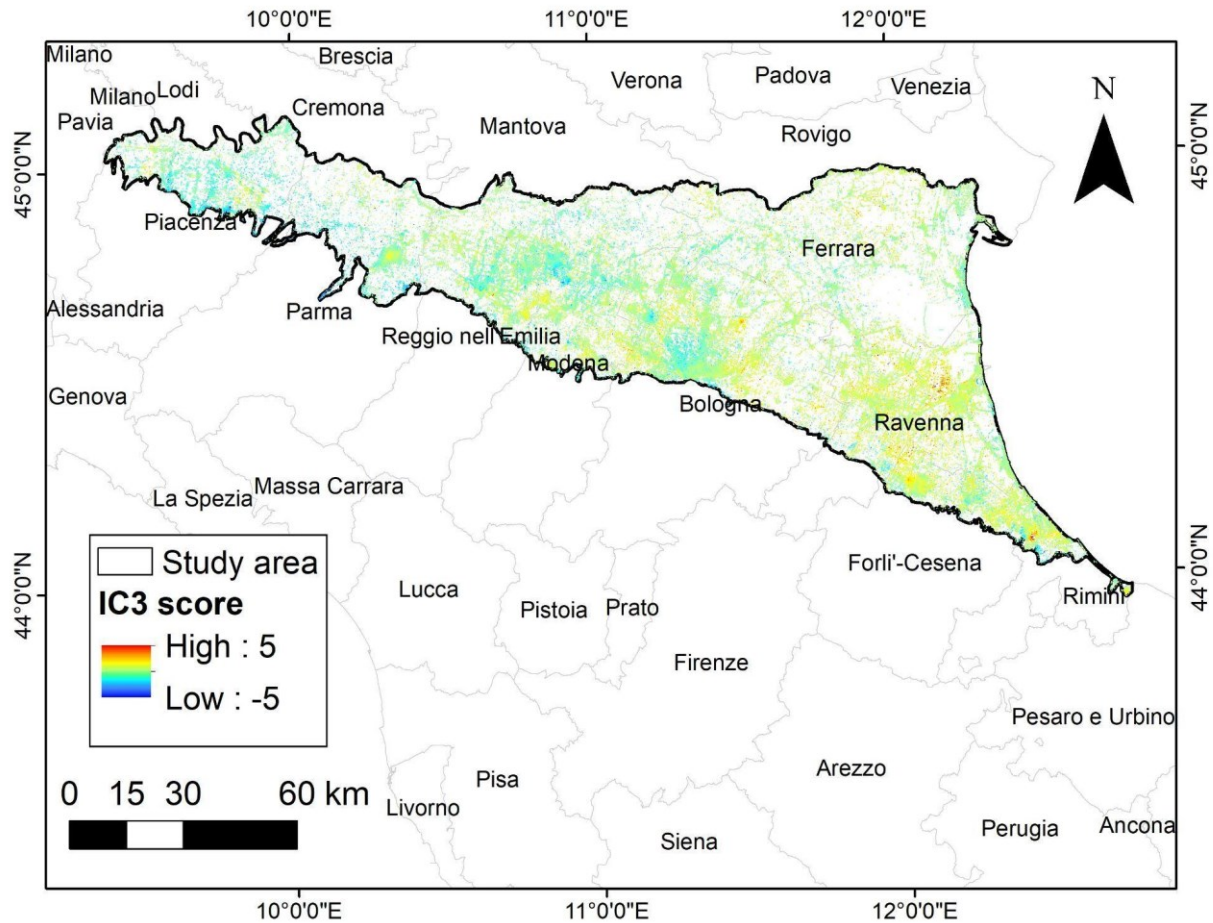 10°0'0"E 11°0'0"E 12°0'0"E
Milano
Brescia
Verona
Padova
Venezia
N
Milano
Lodi
Cremona
Pavia
Mantova
Rovigo
45°0'0"N
45°0'0"N
Piacenza
Ferrara
Alessandria
Parma
Reggio nell'Emilia
Modena
Genova
Bologna
Ravenna
La Spezia
Massa Carrara
Study area
Forli'-Cesena
IC3 score
Lucca
Pistoia
Prato
Rimini
44°0'0"N
44°0'0"N
High : 5
Low : -5
Firenze
Pesaro e Urbino
Arezzo
Pisa
0 15 30 60 km
Livorno
Siena
Perugia
Ancona
10°0'0"E 11°0'0"E 12°0'0"E